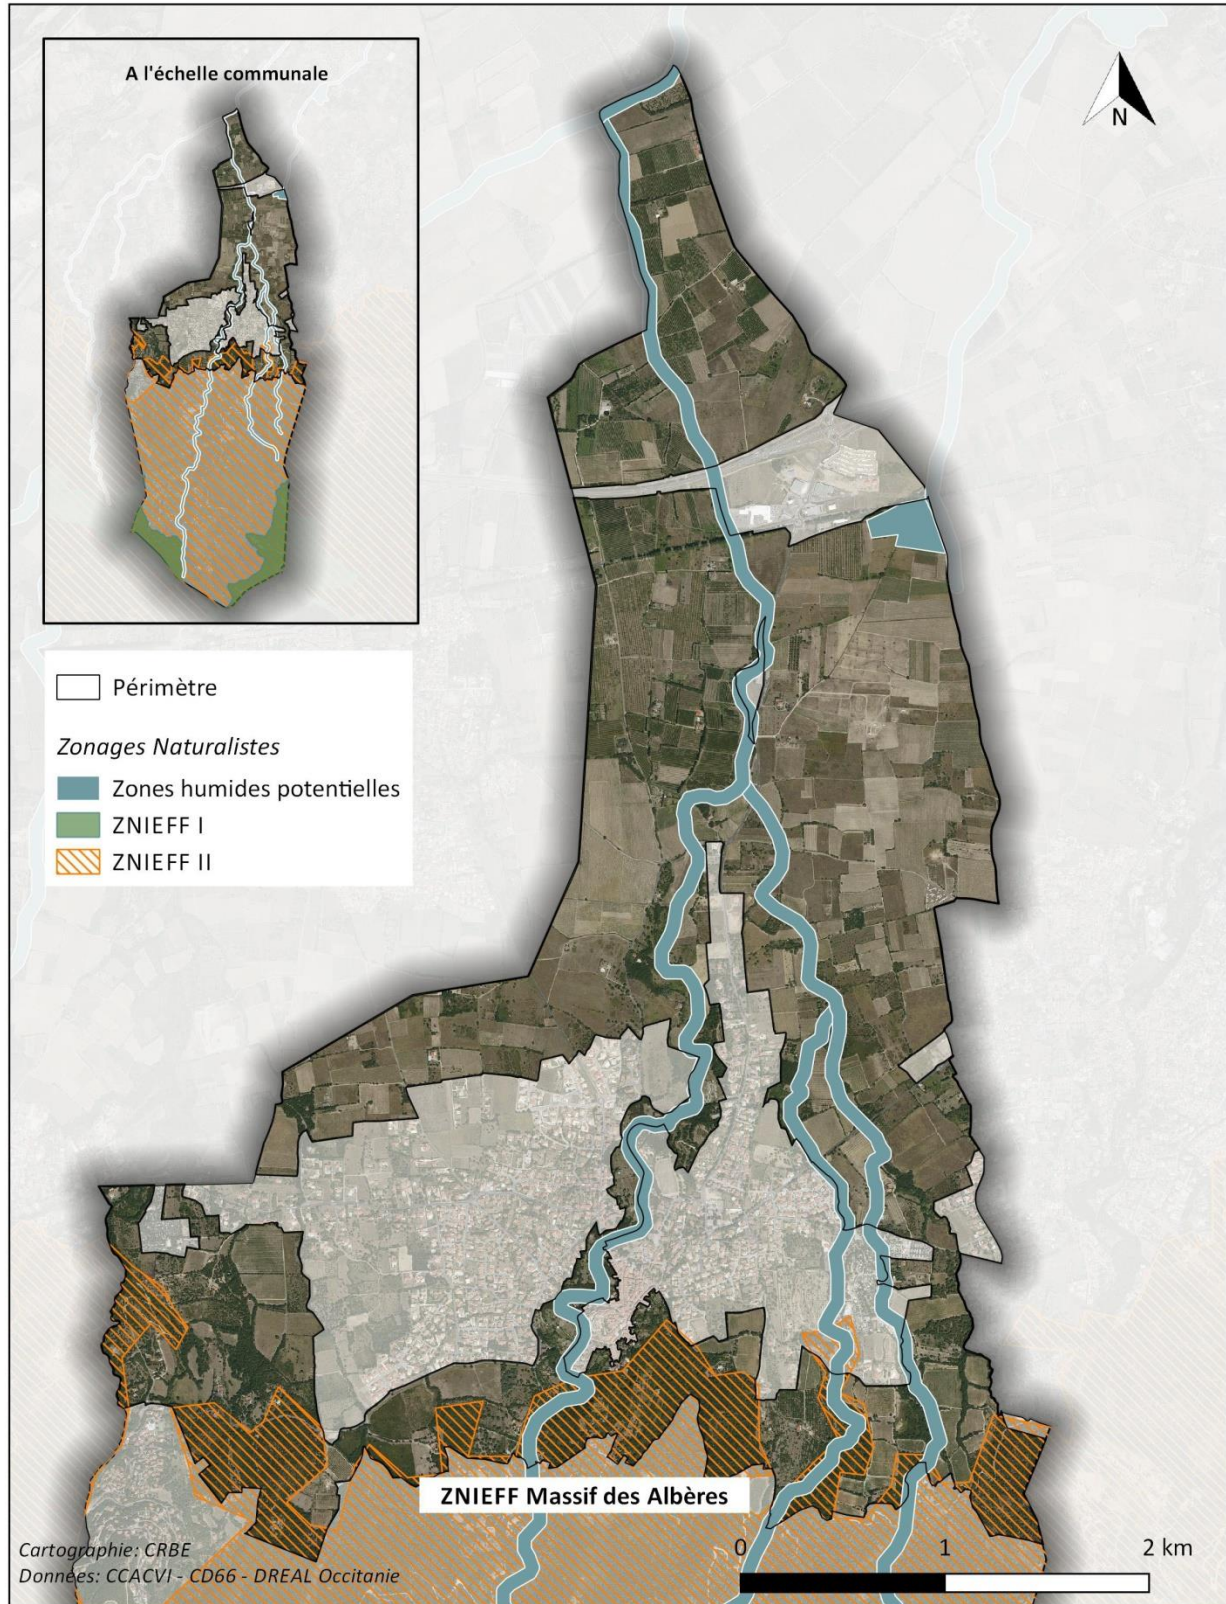 A l'échelle communale
N
Périmètre
Zonages Naturalistes
Zones humides potentielles
ZNIEFF I
ZNIEFF II
ZNIEFF Massif des Albères
Cartographie: CRBE
Données: CCACVI - CD66 - DREAL Occitanie
0 1 2 km